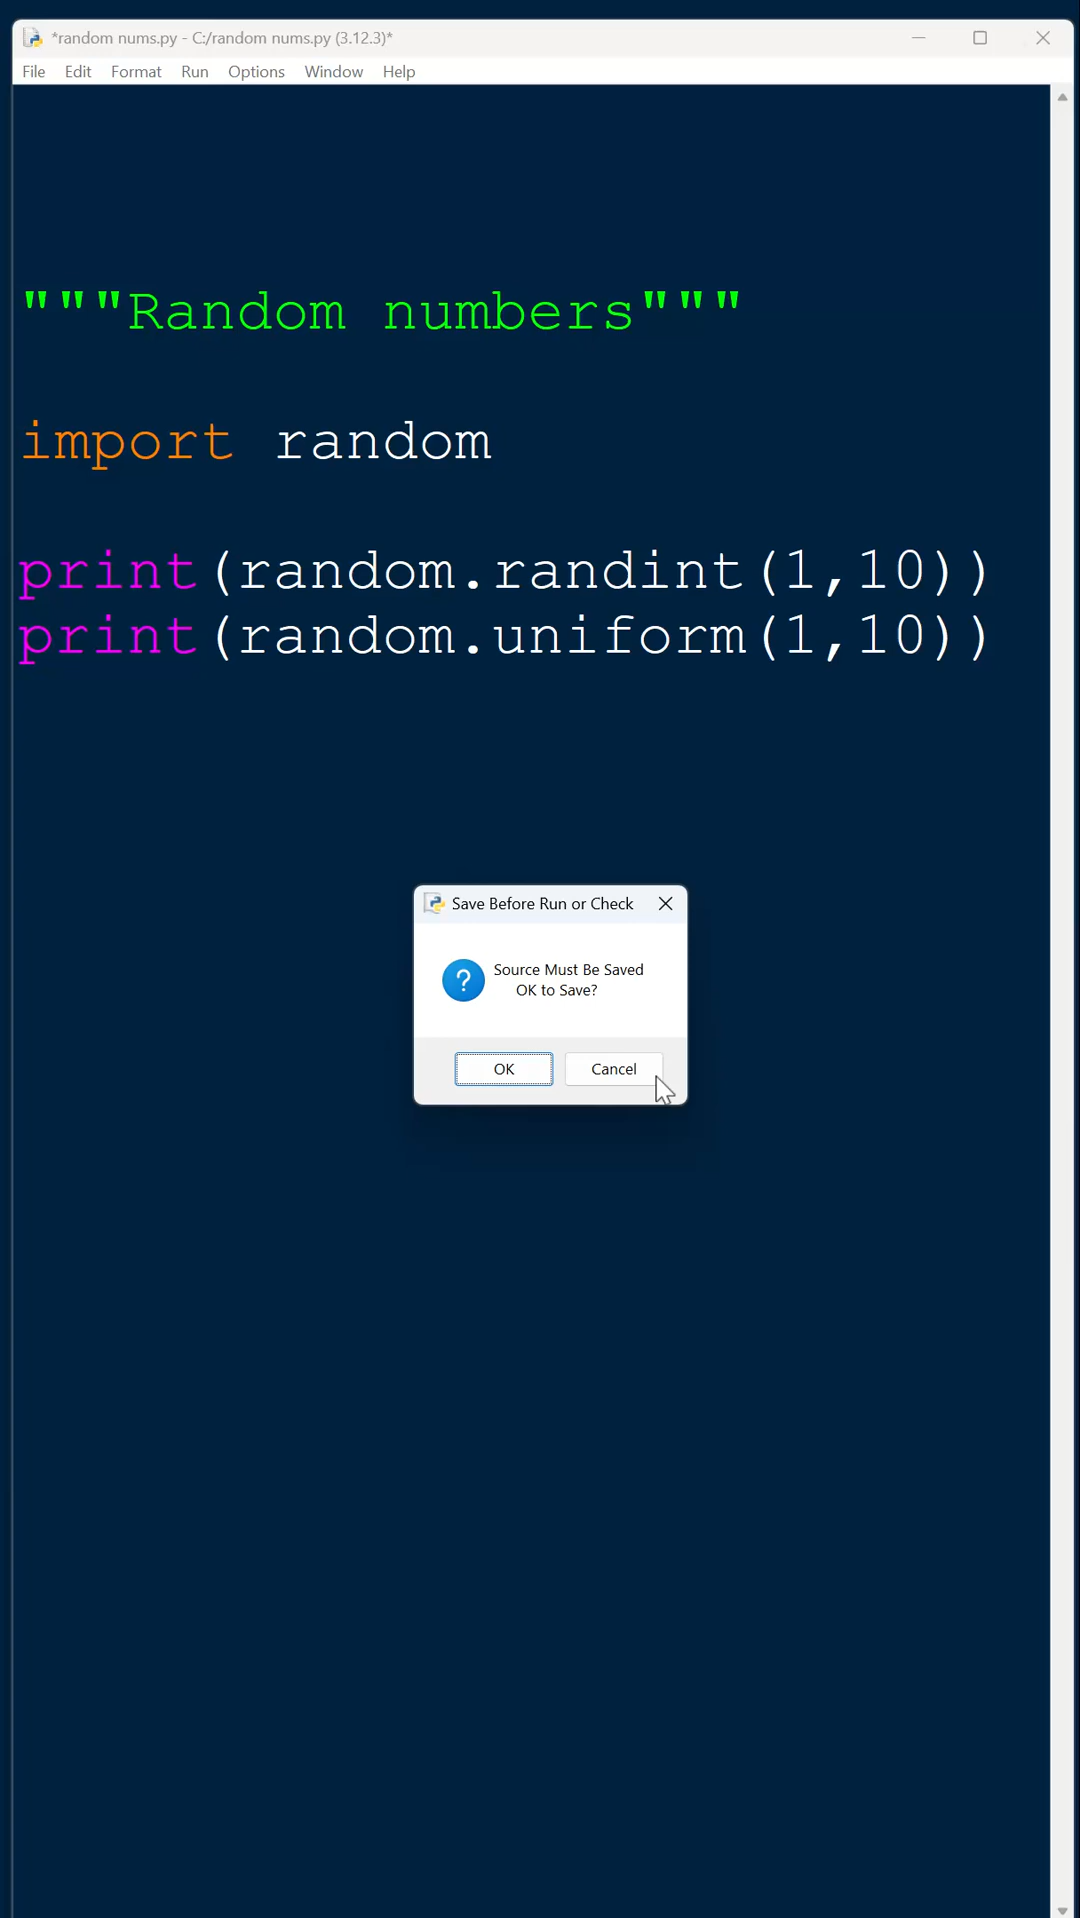 *random nums.py - C:/random nums.py (3.12.3)*
File Edit Format Run Options Window Help
"""Random numbers"""
import random
print(random.randint(1,10))
print(random.uniform(1,10))
Save Before Run or Check
?
Source Must Be Saved
OK to Save?
OK Cancel